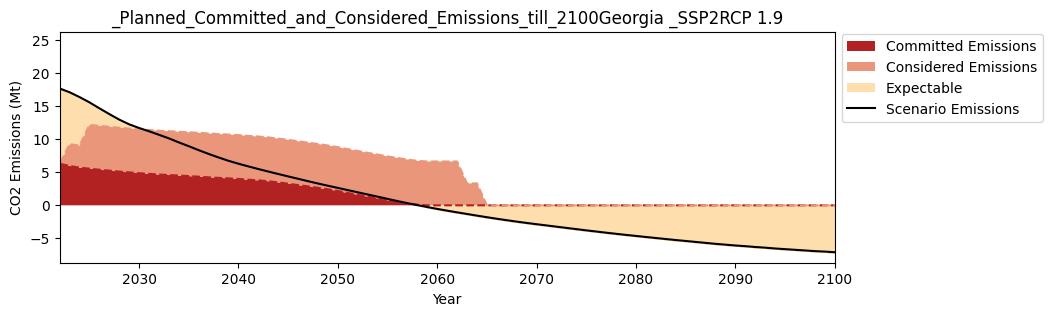 _Planned_Committed_and_Considered_Emissions_till_2100Georgia _SSP2RCP 1.9
CO2 Emissions (Mt)
25
20
15
10
5
0
−5
2030
2040
2050
2060
2070
2080
2090
2100
Year
Committed Emissions
Considered Emissions
Expectable
Scenario Emissions